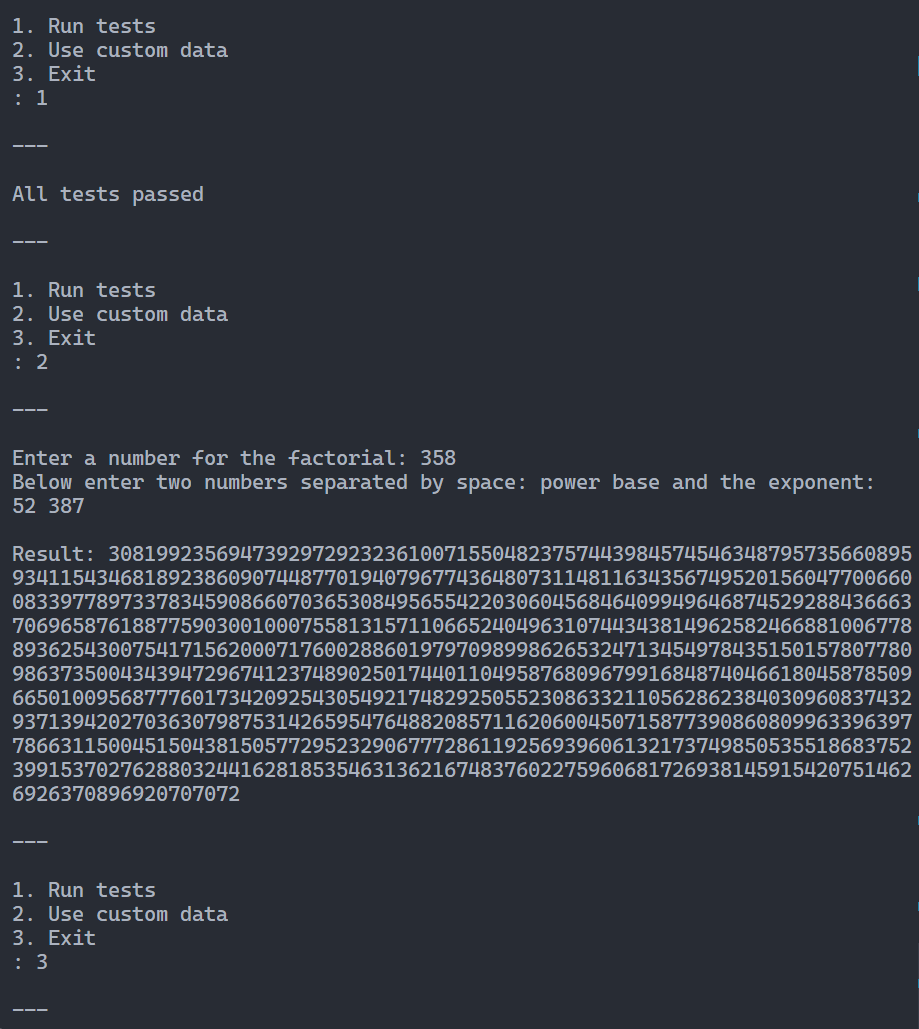 1. Run tests
2. Use custom data
3. Exit
: 1
---
All tests passed
---
1. Run tests
2. Use custom data
3. Exit
: 2
---
Enter a number for the factorial: 358
Below enter two numbers separated by space: power base and the exponent:
52 387
Result: 3081992356947392972923236100715504823757443984574546348795735660895
934115434681892386090744877019407967743648073114811634356749520156047700660
083397789733783459086607036530849565542203060456846409949646874529288436663
706965876188775903001000755813157110665240496310744343814962582466881006778
893625430075417156200071760028860197970989986265324713454978435150157807780
986373500434394729674123748902501744011049587680967991684874046618045878509
665010095687776017342092543054921748292505523086332110562862384030960837432
937139420270363079875314265954764882085711620600450715877390860809963396397
786631150045150438150577295232906777286119256939606132173749850535518683752
399153702762880324416281853546313621674837602275960681726938145915420751462
6926370896920707072
---
1. Run tests
2. Use custom data
3. Exit
: 3
---